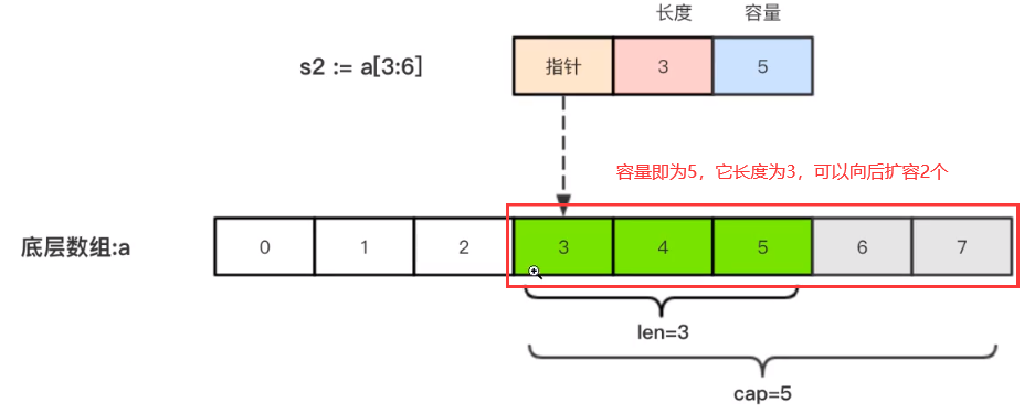 长度 容量
s2 := a[3:6] 指针 3 5
容量即为5，它长度为3，可以向后扩容2个
底层数组:a 0 1 2 3 4 5 6 7
len=3
cap=5